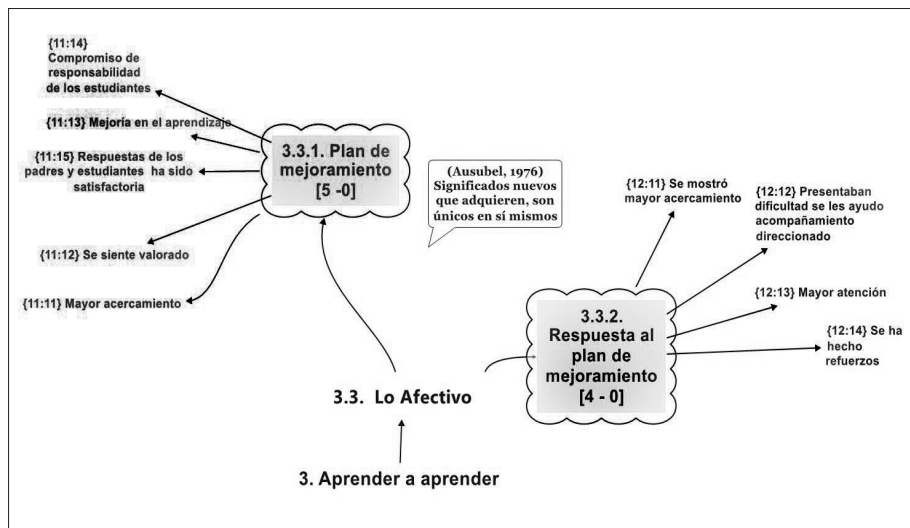 {11:14}
Compromiso de
responsabilidad
de los estudiantes
{11:13} Mejoría en el aprendizaje
{11:15} Respuestas de los
padres y estudiantes ha sido
satisfactoria
{11:12} Se siente valorado
{11:11} Mayor acercamiento
3.3.1. Plan de
mejoramiento
[5 -0]
(Ausubel, 1976)
Significados nuevos
que adquieren, son
únicos en sí mismos
{12:11} Se mostró
mayor acercamiento
{12:12} Presentaban
dificultad se les ayudo
acompañamiento
direccionado
{12:13} Mayor atención
{12:14} Se ha
hecho
refuerzos
3.3.2.
Respuesta al
plan de
mejoramiento
[4 - 0]
3.3. Lo Afectivo
3. Aprender a aprender